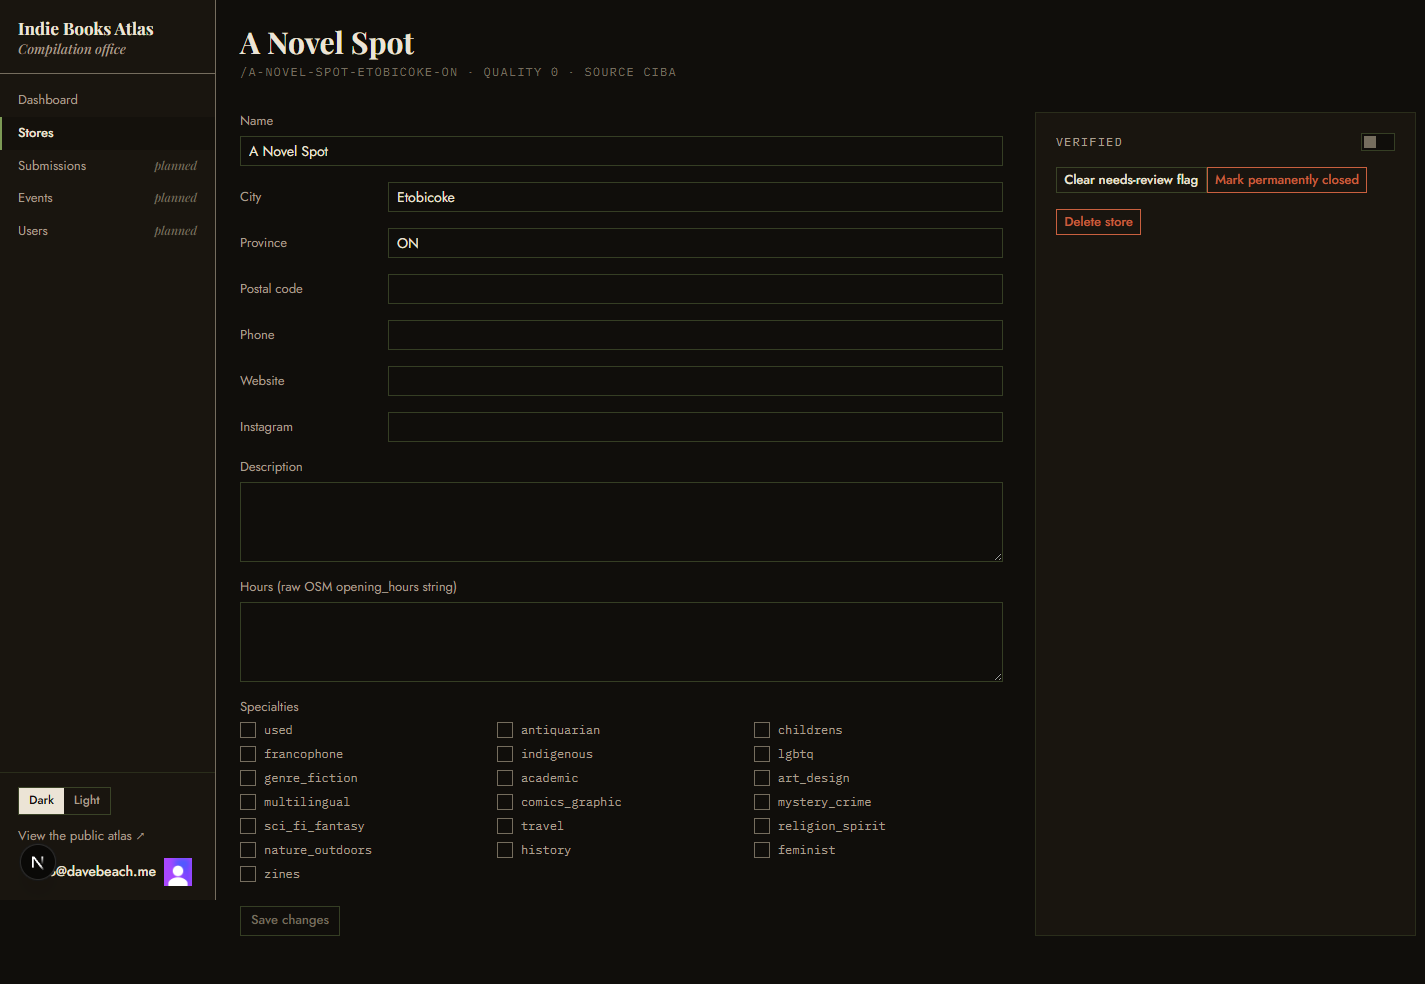 Indie Books Atlas
Compilation office
Dashboard
Stores
Submissions planned
Events planned
Users planned
Dark Light
View the public atlas ↗
N
@davebeach.me
A Novel Spot
/A-NOVEL-SPOT-ETOBICOKE-ON · QUALITY 0 · SOURCE CIBA
Name
A Novel Spot
City Etobicoke
Province ON
Postal code
Phone
Website
Instagram
Description
Hours (raw OSM opening_hours string)
Specialties
used antiquarian childrens
francophone indigenous lgbtq
genre_fiction academic art_design
multilingual comics_graphic mystery_crime
sci_fi_fantasy travel religion_spirit
nature_outdoors history feminist
zines
Save changes
VERIFIED
Clear needs-review flag Mark permanently closed
Delete store